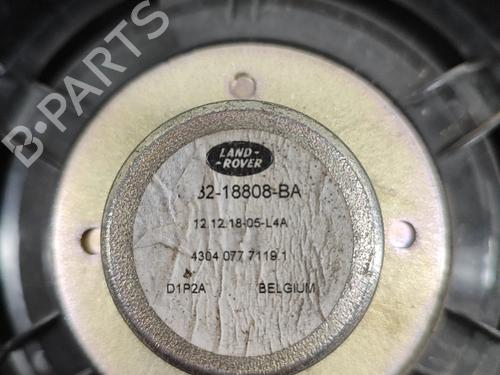 B-PARTS
LAND-
-ROVER
32-18808-BA
12.12.18-05-L4A
4304 077 7119.1
D1P2A BELGIUM